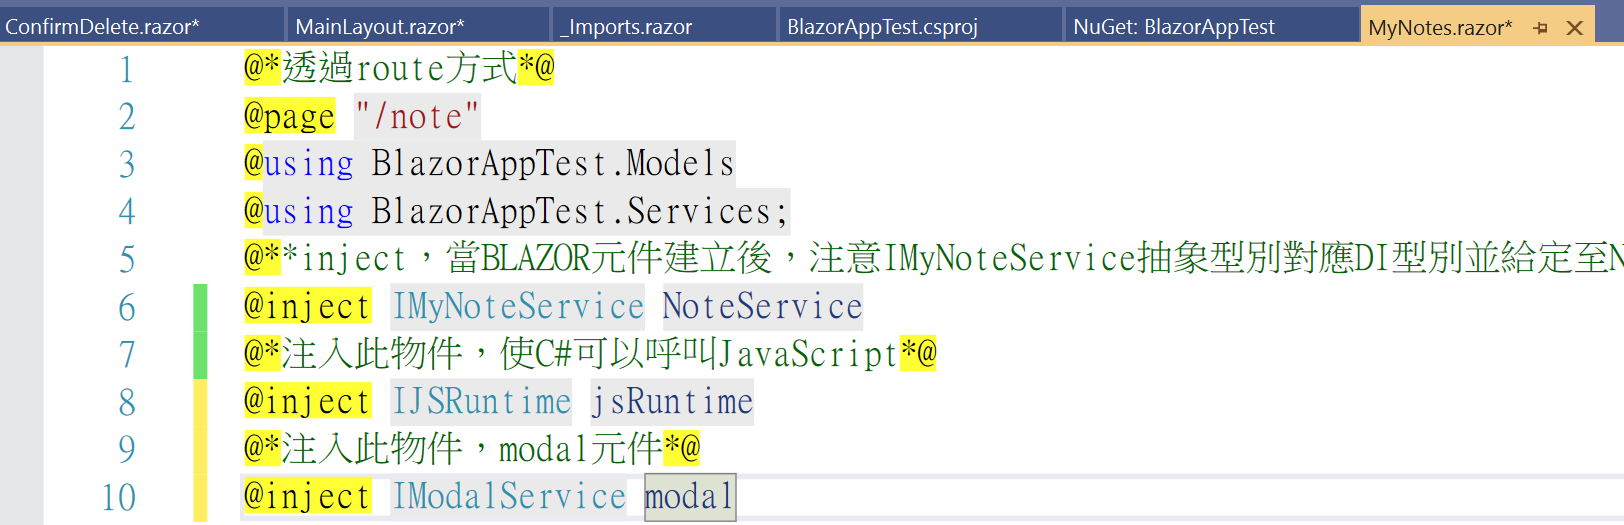 ConfirmDelete.razor* MainLayout.razor* _Imports.razor BlazorAppTest.csproj NuGet: BlazorAppTest MyNotes.razor*
1 @*透過route方式*@
2 @page "/note"
3 @using BlazorAppTest.Models
4 @using BlazorAppTest.Services;
5 @**inject，當BLAZOR元件建立後，注意IMyNoteService抽象型別對應DI型別並給定至N
6 @inject IMyNoteService NoteService
7 @*注入此物件，使C#可以呼叫JavaScript*@
8 @inject IJSRuntime jsRuntime
9 @*注入此物件，modal元件*@
10 @inject IModalService modal